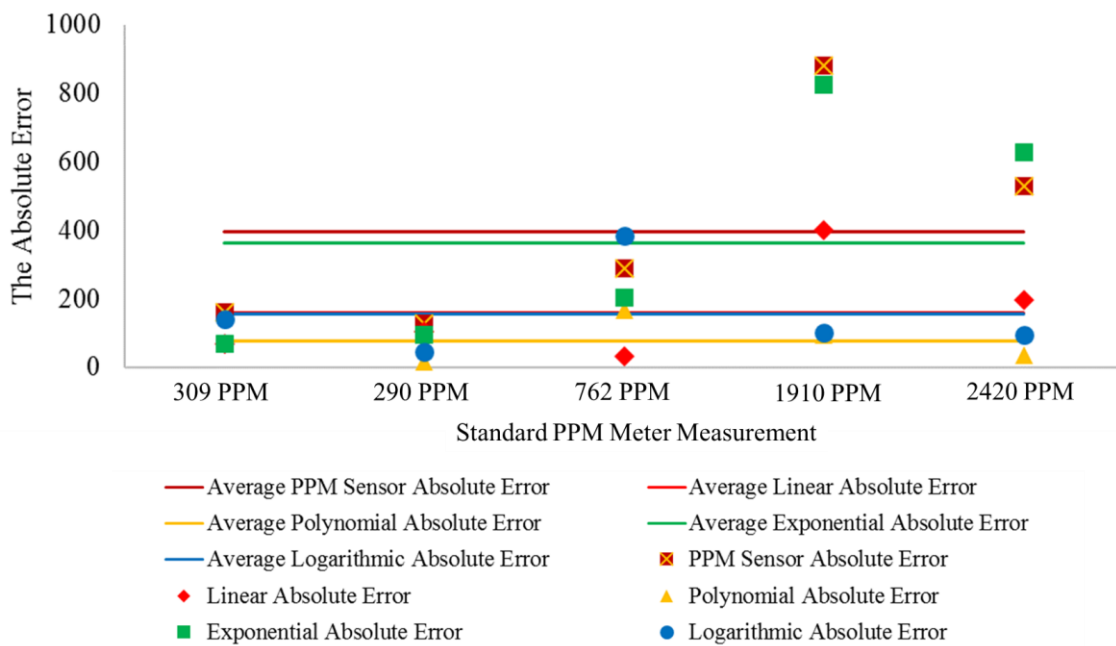 1000
800
600
400
200
0
The Absolute Error
309 PPM 290 PPM 762 PPM 1910 PPM 2420 PPM
Standard PPM Meter Measurement
Average PPM Sensor Absolute Error Average Linear Absolute Error
Average Polynomial Absolute Error Average Exponential Absolute Error
Average Logarithmic Absolute Error PPM Sensor Absolute Error
Linear Absolute Error Polynomial Absolute Error
Exponential Absolute Error Logarithmic Absolute Error